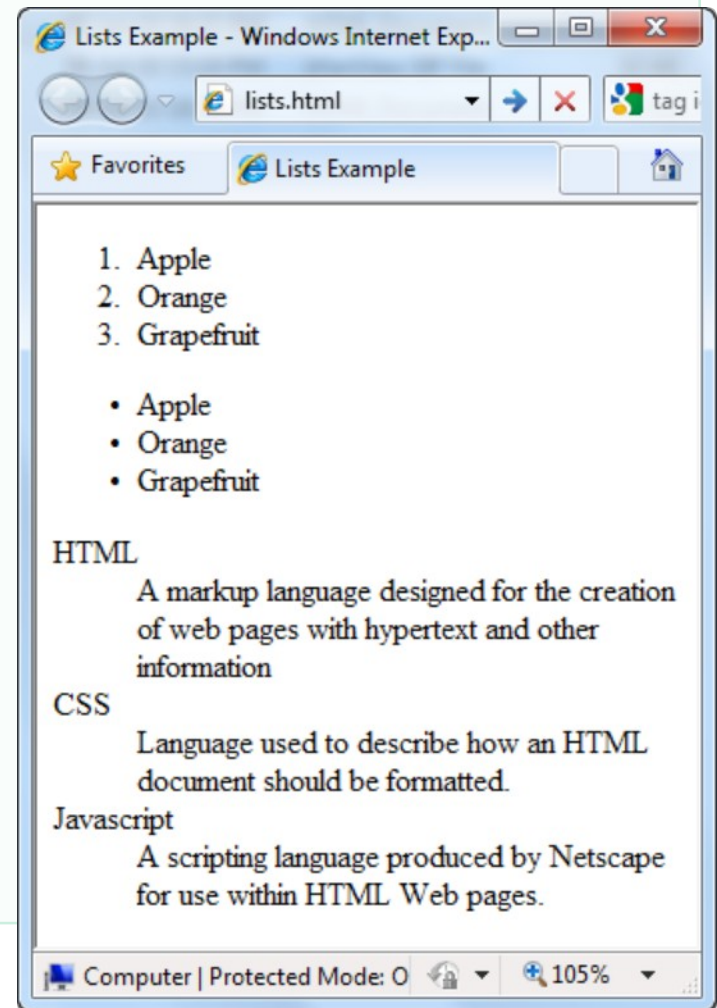 Lists Example - Windows Internet Exp...
lists.html
tag
Favorites
Lists Example
1. Apple
2. Orange
3. Grapefruit
• Apple
• Orange
• Grapefruit
HTML
A markup language designed for the creation
of web pages with hypertext and other
information
CSS
Language used to describe how an HTML
document should be formatted.
Javascript
A scripting language produced by Netscape
for use within HTML Web pages.
Computer | Protected Mode: O
105%